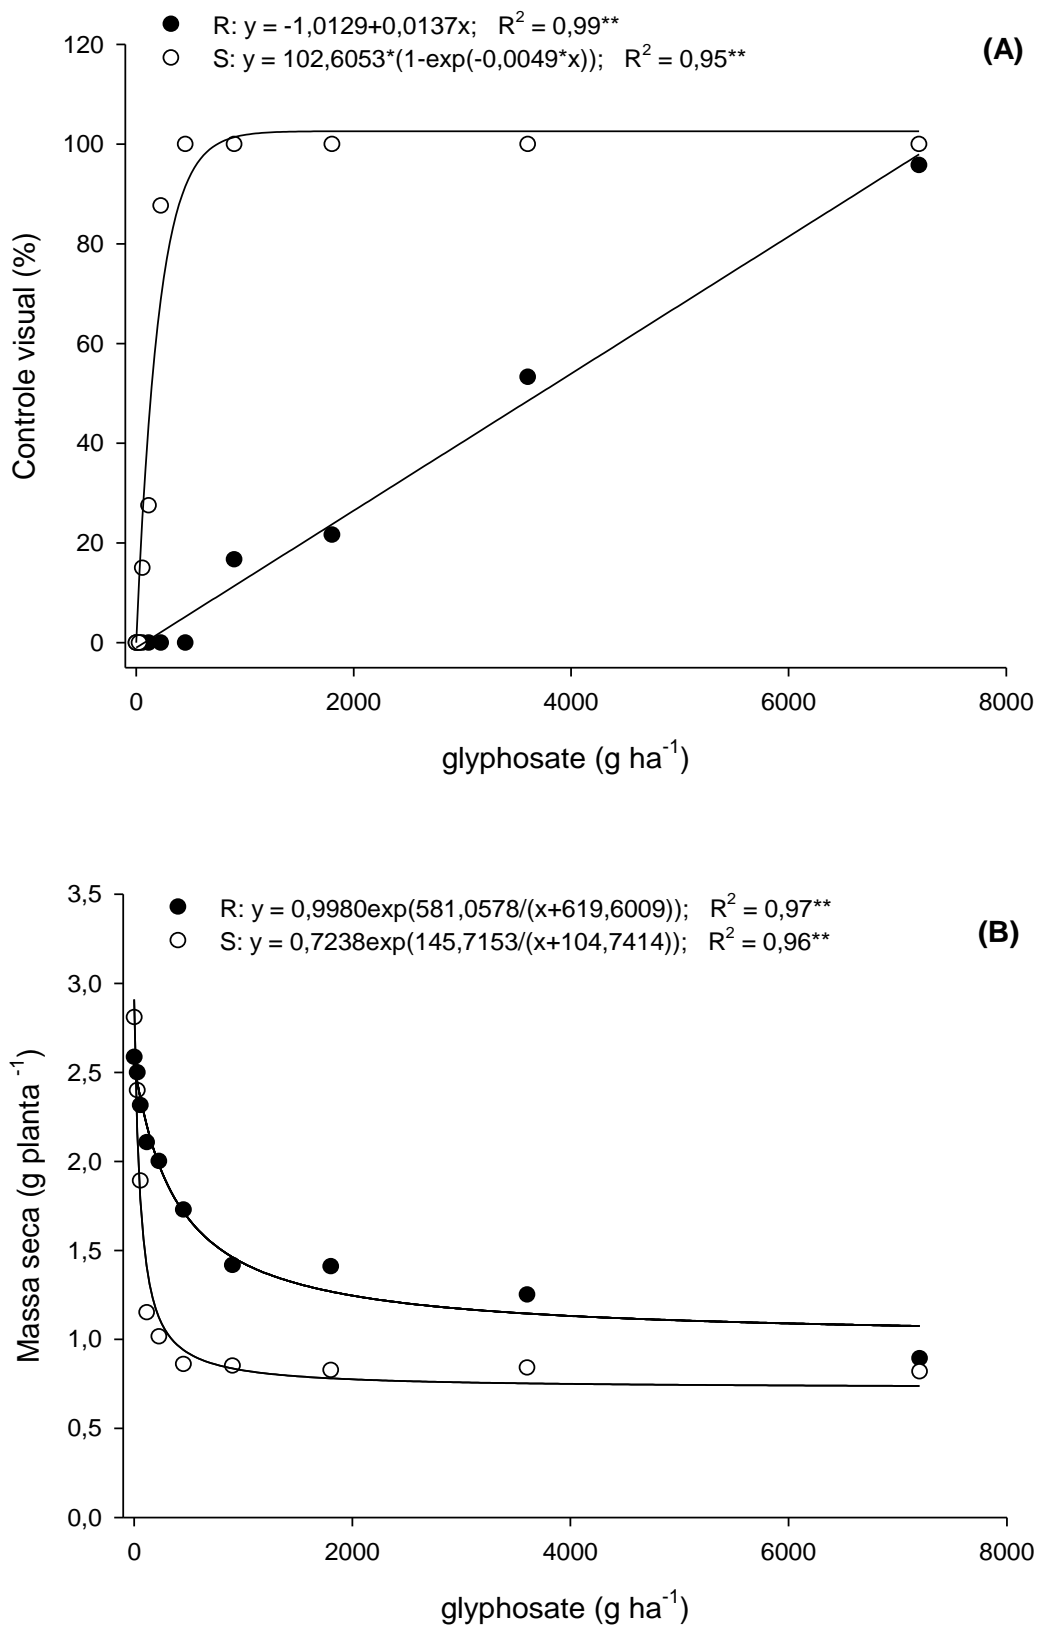 R: y = -1,0129+0,0137x; R² = 0,99**
S: y = 102,6053*(1-exp(-0,0049*x)); R² = 0,95**
(A)
120
100
80
60
40
20
0
Controle visual (%)
0 2000 4000 6000 8000
glyphosate (g ha⁻¹)
R: y = 0,9980exp(581,0578/(x+619,6009)); R² = 0,97**
S: y = 0,7238exp(145,7153/(x+104,7414)); R² = 0,96**
(B)
3,5
3,0
2,5
2,0
1,5
1,0
0,5
0,0
Massa seca (g planta⁻¹)
0 2000 4000 6000 8000
glyphosate (g ha⁻¹)